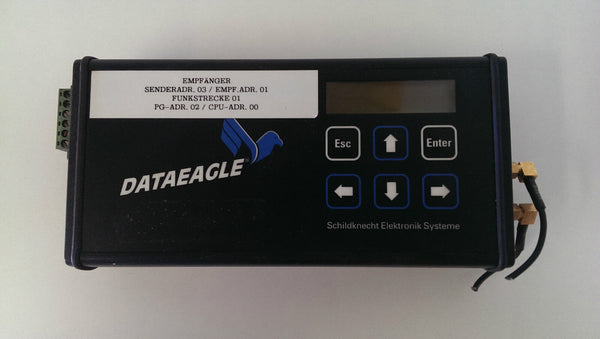 EMPFÄNGER
SENDERADR. 03 / EMPF.ADR. 01
FUNKSTRECKE 01
PG-ADR. 02 / CPU-ADR. 00
DATAEAGLE
Esc
Enter
Schildknecht Elektronik Systeme